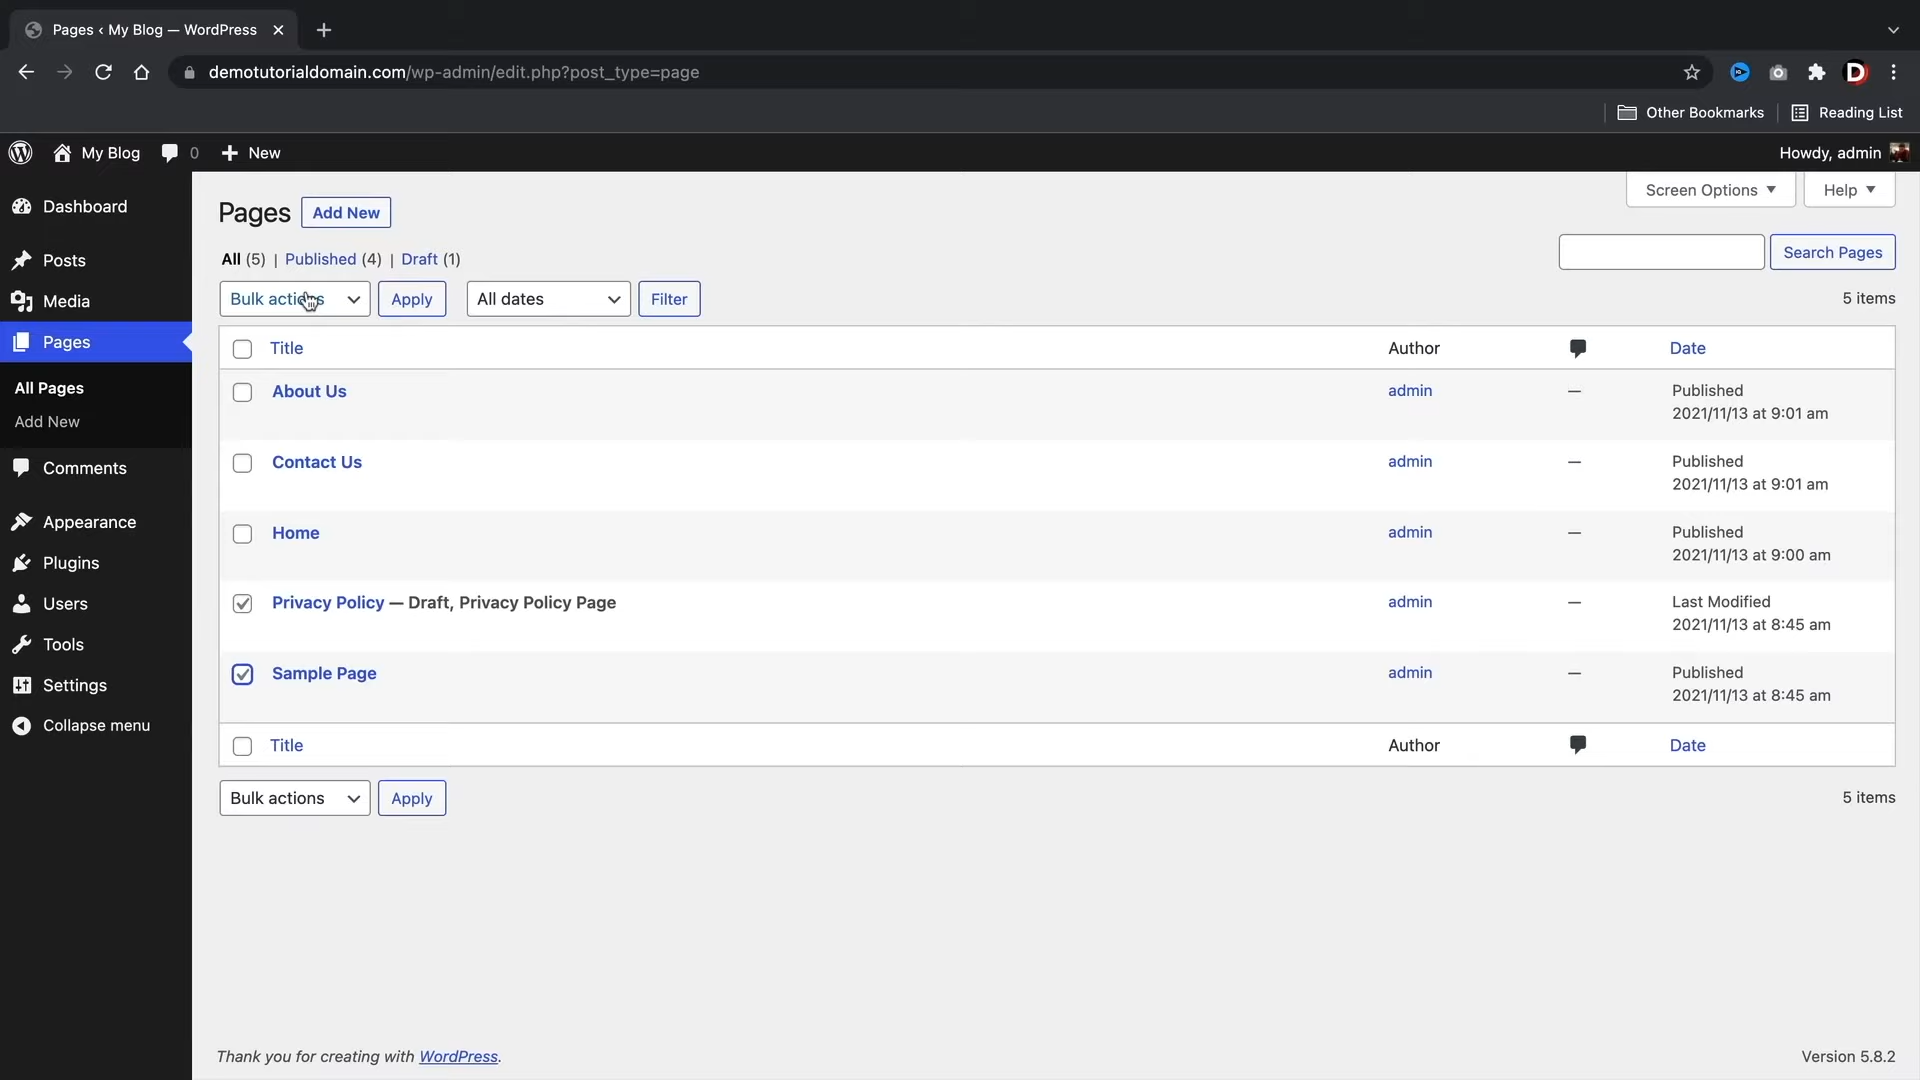 Pages ‹ My Blog — WordPress
demotutorialdomain.com/wp-admin/edit.php?post_type=page
Other Bookmarks
Reading List
My Blog
0
New
Howdy, admin
Dashboard
Posts
Media
Pages
All Pages
Add New
Comments
Appearance
Plugins
Users
Tools
Settings
Collapse menu
Screen Options
Help
Pages
Add New
All (5) | Published (4) | Draft (1)
Search Pages
Bulk actions
Apply
All dates
Filter
5 items
Title
Author
Date
About Us
admin
—
Published
2021/11/13 at 9:01 am
Contact Us
admin
—
Published
2021/11/13 at 9:01 am
Home
admin
—
Published
2021/11/13 at 9:00 am
Privacy Policy — Draft, Privacy Policy Page
admin
—
Last Modified
2021/11/13 at 8:45 am
Sample Page
admin
—
Published
2021/11/13 at 8:45 am
Title
Author
Date
Bulk actions
Apply
5 items
Thank you for creating with WordPress.
Version 5.8.2